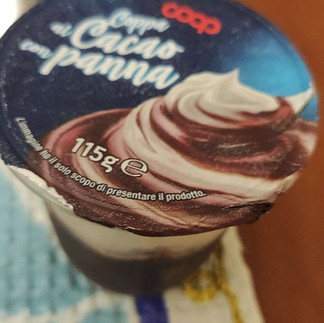 coop
Coppa
al Cacao
con panna
115g e
L'immagine ha il solo scopo di presentare il prodotto.